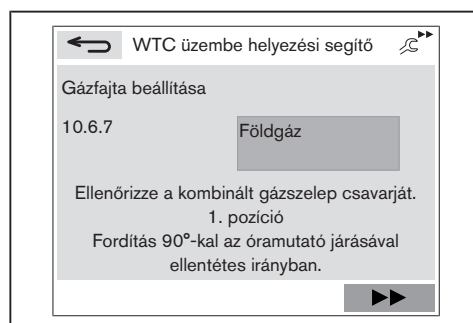 WTC üzembe helyezési segítő
Gázfajta beállítása
10.6.7
Földgáz
Ellenőrizze a kombinált gázszelep csavarját.
1. pozíció
Fordítás 90°-kal az óramutató járásával
ellentétes irányban.